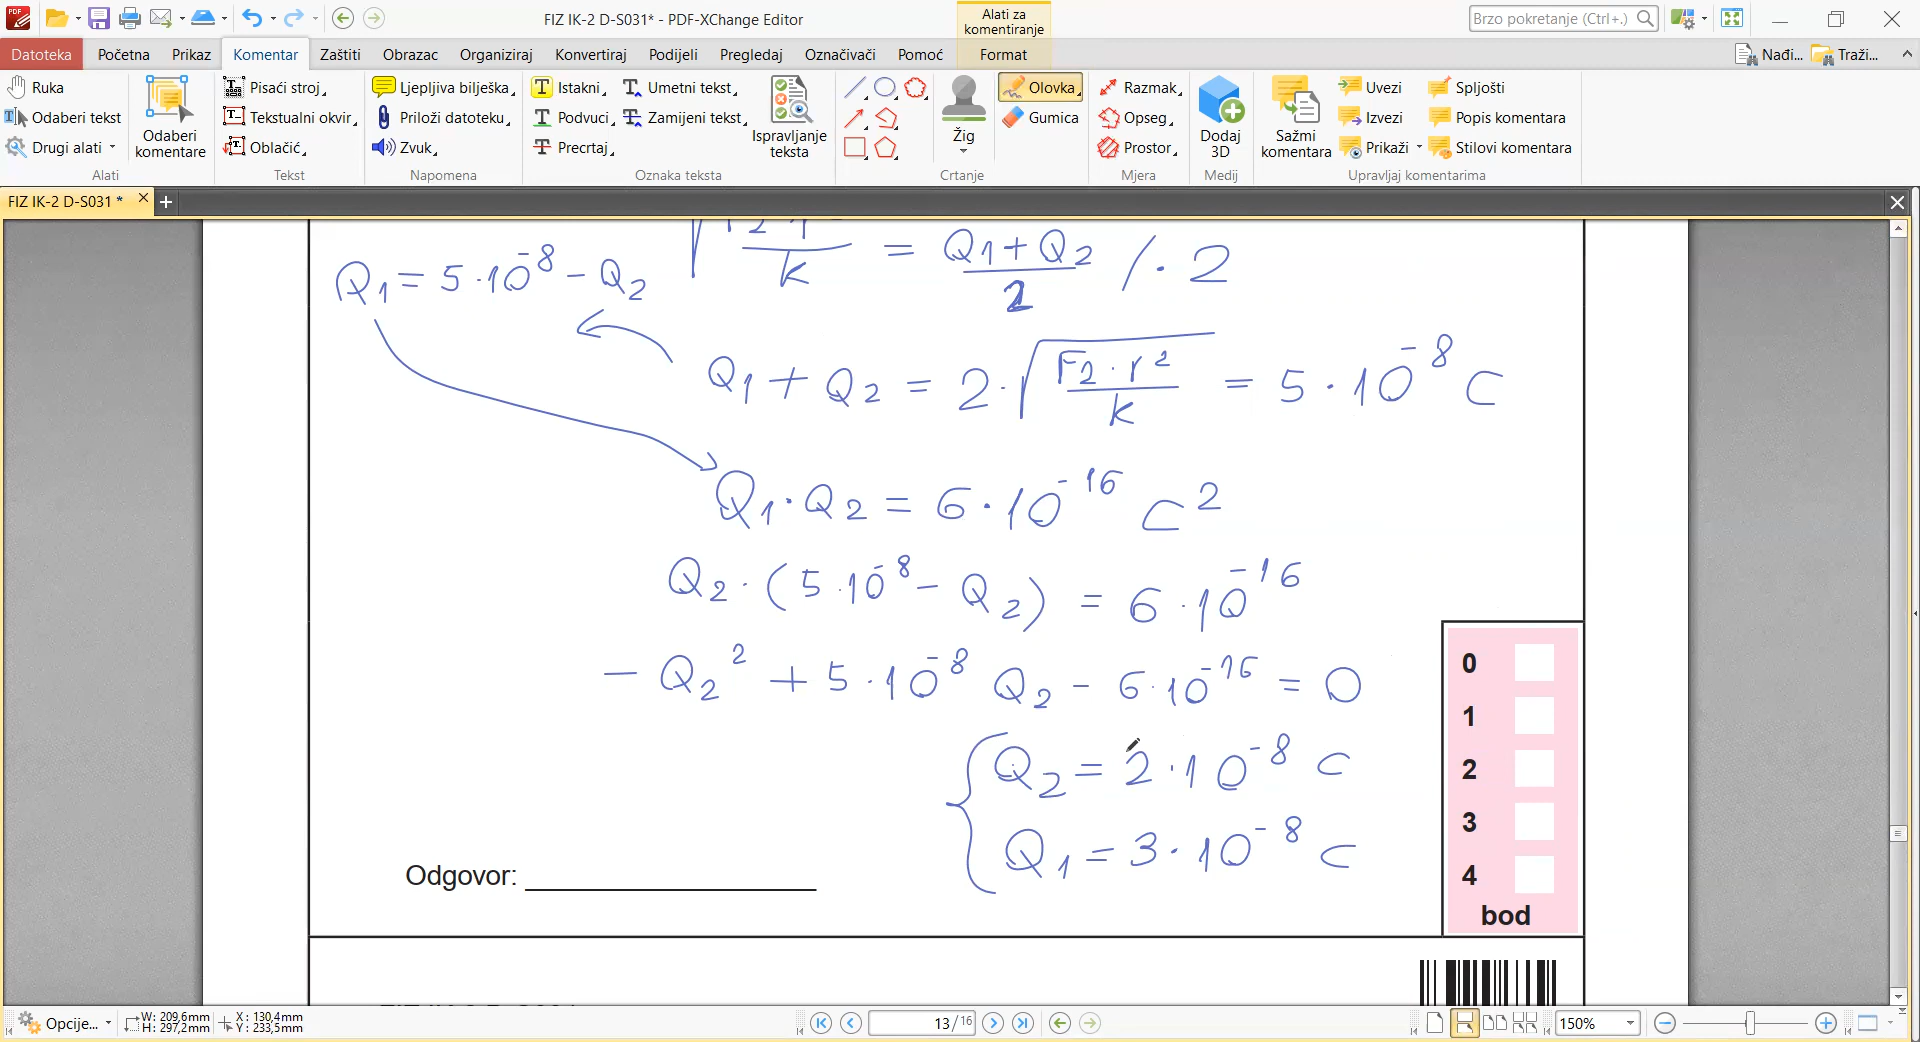 FIZ IK-2 D-S031* - PDF-XChange Editor
Alati za komentiranje
Brzo pokretanje (Ctrl+.)
Datoteka Početna Prikaz Komentar Zaštiti Obrazac Organiziraj Konvertiraj Podijeli Pregledaj Označivači Pomoć Format Nađi... Traži...
Ruka
Odaberi tekst
Drugi alati
Odaberi komentare
Alati
Pisaći stroj
Tekstualni okvir
Oblačić
Tekst
Ljepljiva bilješka
Priloži datoteku
Zvuk
Napomena
Istakni
Podvuci
Precrtaj
Umetni tekst
Zamijeni tekst
Ispravljanje teksta
Oznaka teksta
Crtanje
Žig
Olovka
Gumica
Razmak
Opseg
Prostor
Mjera
Dodaj 3D
Medij
Sažmi komentara
Uvezi
Izvezi
Prikaži
Spljošti
Popis komentara
Stilovi komentara
Upravljaj komentarima
FIZ IK-2 D-S031 *
Q₁ = 5·10⁻⁸ − Q₂
k = (Q₁ + Q₂)/2 /·2
Q₁ + Q₂ = 2·√(F₂·r²/k) = 5·10⁻⁸ C
Q₁·Q₂ = 6·10⁻¹⁶ C²
Q₂·(5·10⁻⁸ − Q₂) = 6·10⁻¹⁶
− Q₂² + 5·10⁻⁸ Q₂ − 6·10⁻¹⁶ = 0
Q₂ = 2·10⁻⁸ C
Q₁ = 3·10⁻⁸ C
Odgovor: ____________________
0
1
2
3
4
bod
Opcije...
W: 209,6mm
H: 297,2mm
X: 130,4mm
Y: 233,5mm
13 / 16
150%